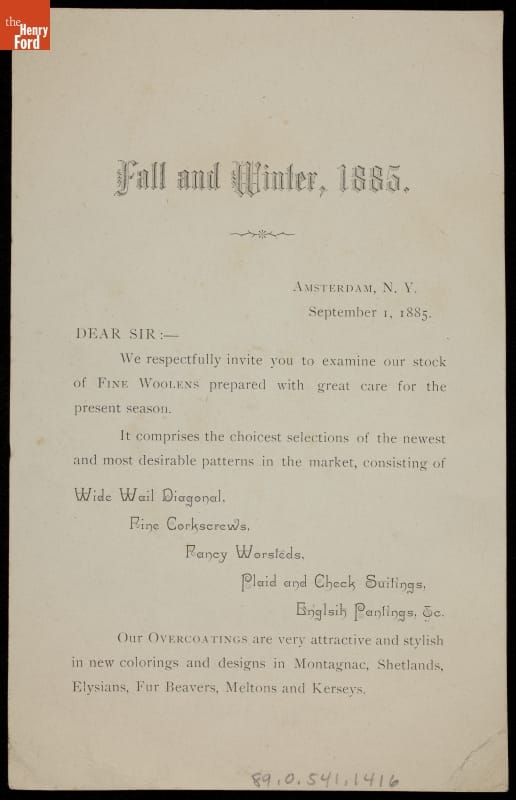 the
Henry
Ford
Fall and Winter, 1885.
AMSTERDAM, N. Y.
September 1, 1885.
DEAR SIR:—
We respectfully invite you to examine our stock
of FINE WOOLENS prepared with great care for the
present season.
It comprises the choicest selections of the newest
and most desirable patterns in the market, consisting of
Wide Wail Diagonal,
Fine Corkscrews,
Fancy Worsteds,
Plaid and Check Suitings,
Englsih Pantings, &c.
Our OVERCOATINGS are very attractive and stylish
in new colorings and designs in Montagnac, Shetlands,
Elysians, Fur Beavers, Meltons and Kerseys.
89.0.541.1416